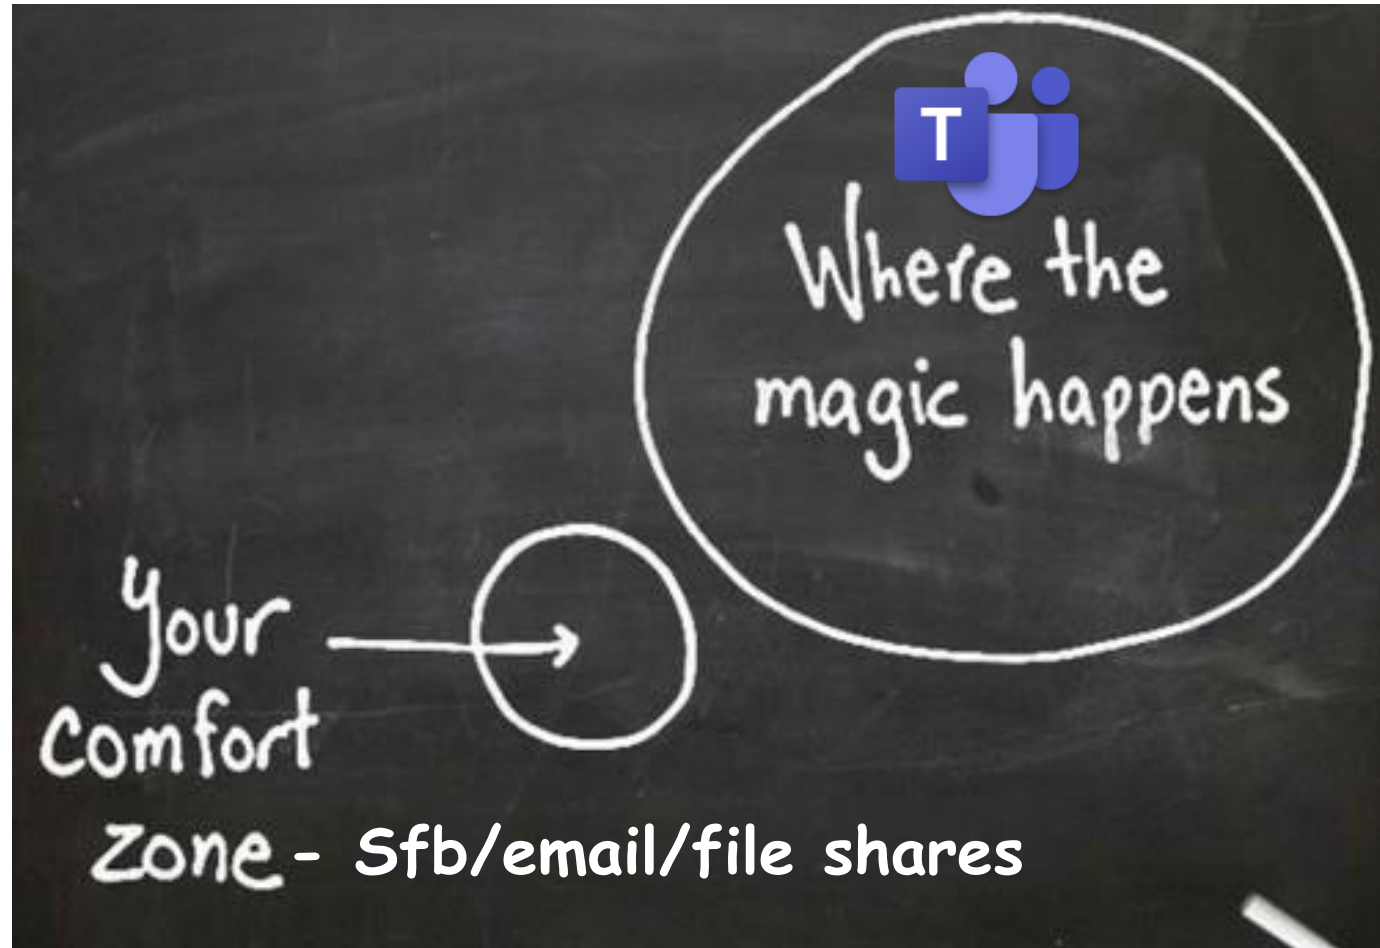 T
Where the
magic happens
your
comfort
zone - Sfb/email/file shares